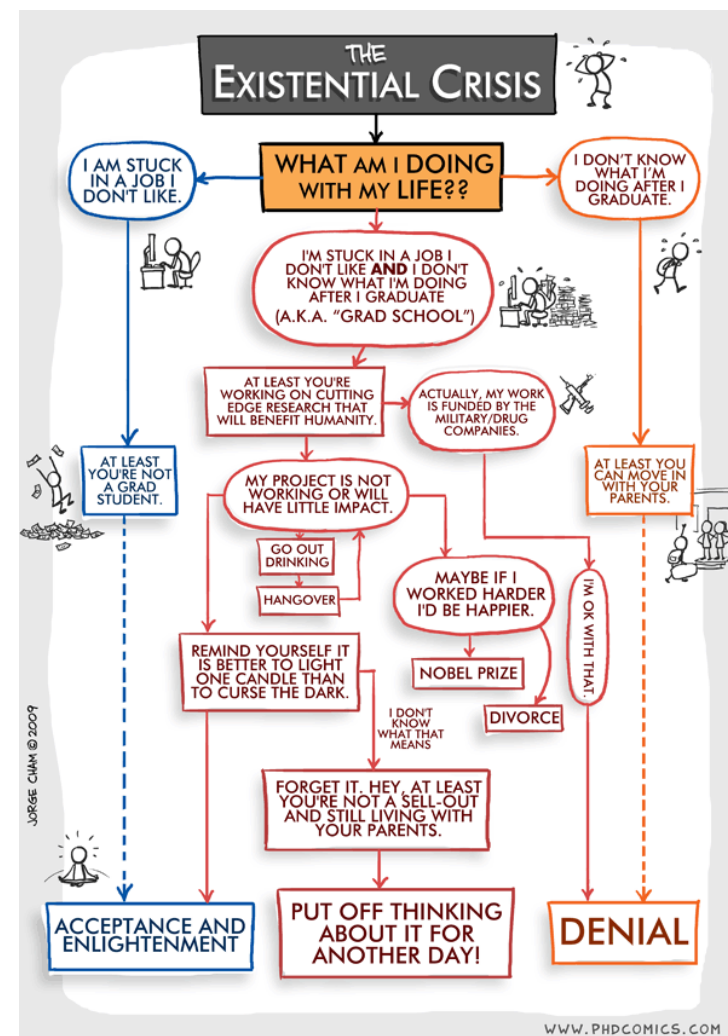 THE
EXISTENTIAL CRISIS
I AM STUCK
IN A JOB I
DON'T LIKE.
WHAT AM I DOING
WITH MY LIFE??
I DON'T KNOW
WHAT I'M
DOING AFTER I
GRADUATE.
I'M STUCK IN A JOB I
DON'T LIKE AND I DON'T
KNOW WHAT I'M DOING
AFTER I GRADUATE
(A.K.A. "GRAD SCHOOL")
AT LEAST YOU'RE
WORKING ON CUTTING
EDGE RESEARCH THAT
WILL BENEFIT HUMANITY.
ACTUALLY, MY WORK
IS FUNDED BY THE
MILITARY/DRUG
COMPANIES.
AT LEAST
YOU'RE NOT
A GRAD
STUDENT.
MY PROJECT IS NOT
WORKING OR WILL
HAVE LITTLE IMPACT.
AT LEAST YOU
CAN MOVE IN
WITH YOUR
PARENTS.
GO OUT
DRINKING
HANGOVER
MAYBE IF I
WORKED HARDER
I'D BE HAPPIER.
I'M OK WITH THAT.
REMIND YOURSELF IT
IS BETTER TO LIGHT
ONE CANDLE THAN
TO CURSE THE DARK.
NOBEL PRIZE
DIVORCE
I DON'T
KNOW
WHAT THAT
MEANS
FORGET IT. HEY, AT LEAST
YOU'RE NOT A SELL-OUT
AND STILL LIVING WITH
YOUR PARENTS.
JORGE CHAM © 2009
ACCEPTANCE AND
ENLIGHTENMENT
PUT OFF THINKING
ABOUT IT FOR
ANOTHER DAY!
DENIAL
WWW.PHDCOMICS.COM